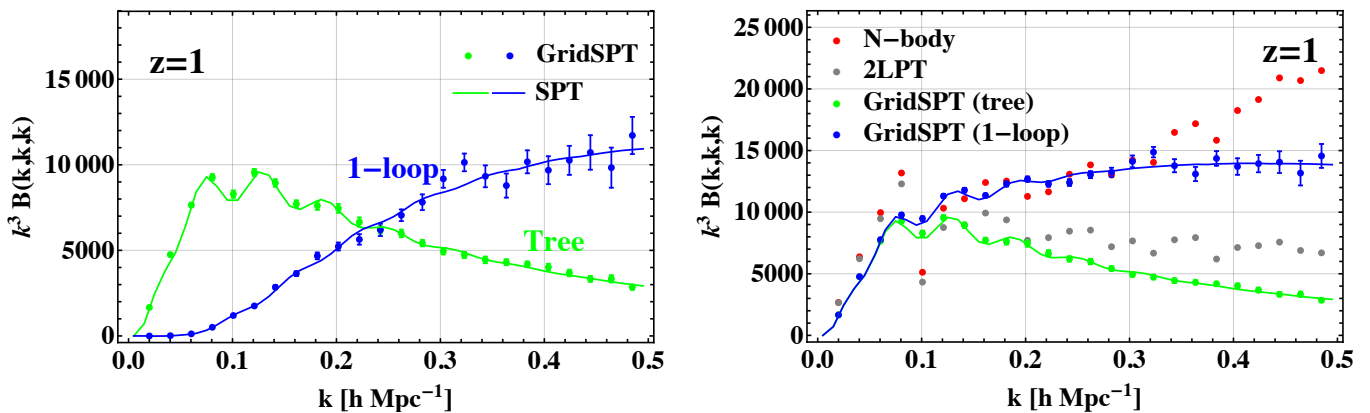 z=1
GridSPT
SPT
1-loop
Tree
15 000
10 000
5000
0
k³ B(k,k,k)
0.0 0.1 0.2 0.3 0.4 0.5
k [h Mpc⁻¹]
N-body
2LPT
GridSPT (tree)
GridSPT (1-loop)
z=1
25 000
20 000
15 000
10 000
5000
0
k³ B(k,k,k)
0.0 0.1 0.2 0.3 0.4 0.5
k [h Mpc⁻¹]